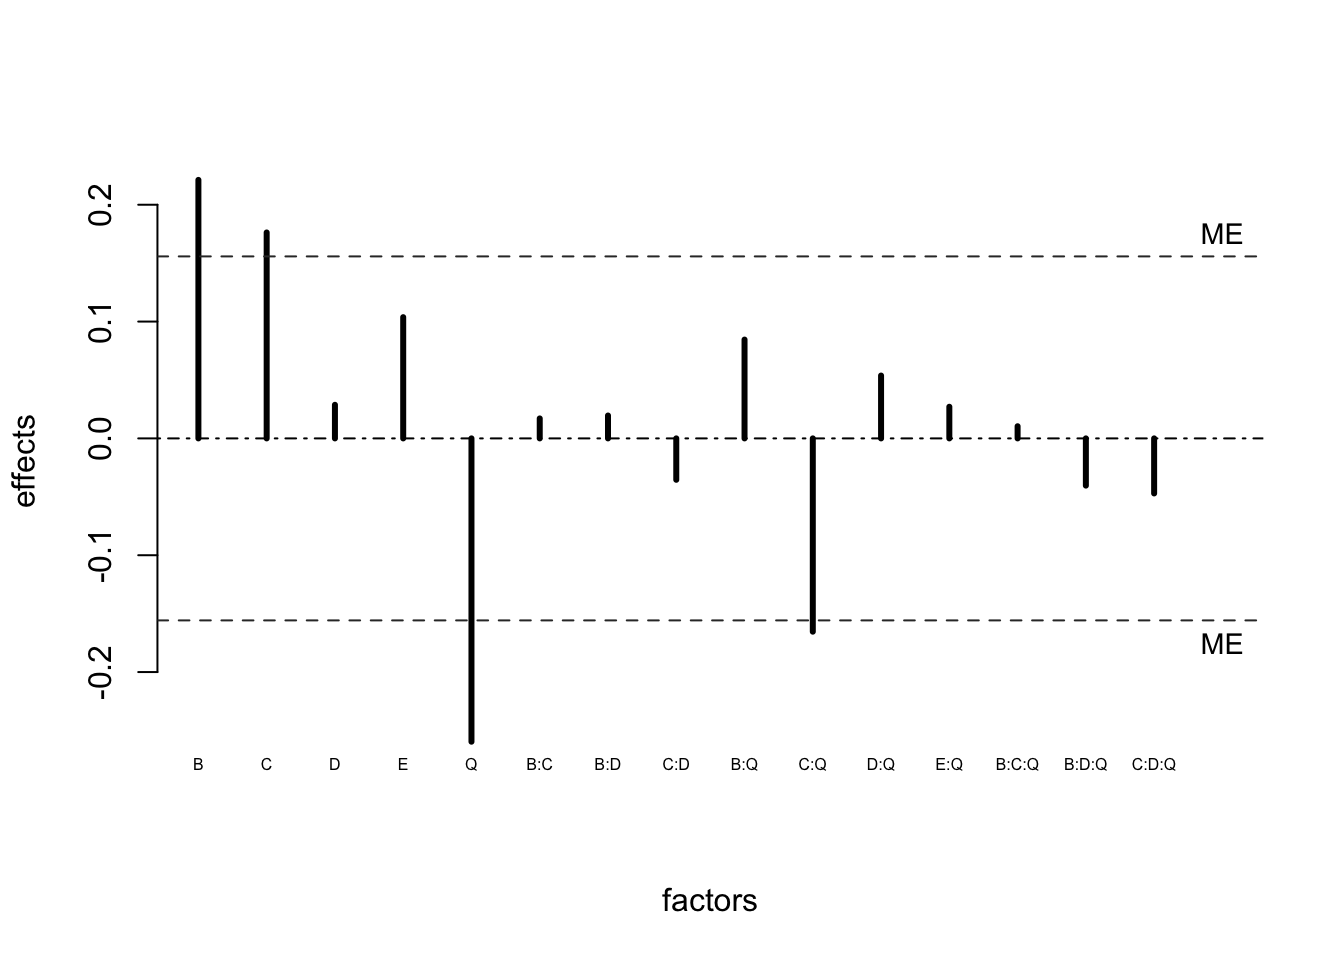 effects
0.2
0.1
0.0
-0.1
-0.2
ME
ME
B C D E Q B:C B:D C:D B:Q C:Q D:Q E:Q B:C:Q B:D:Q C:D:Q
factors